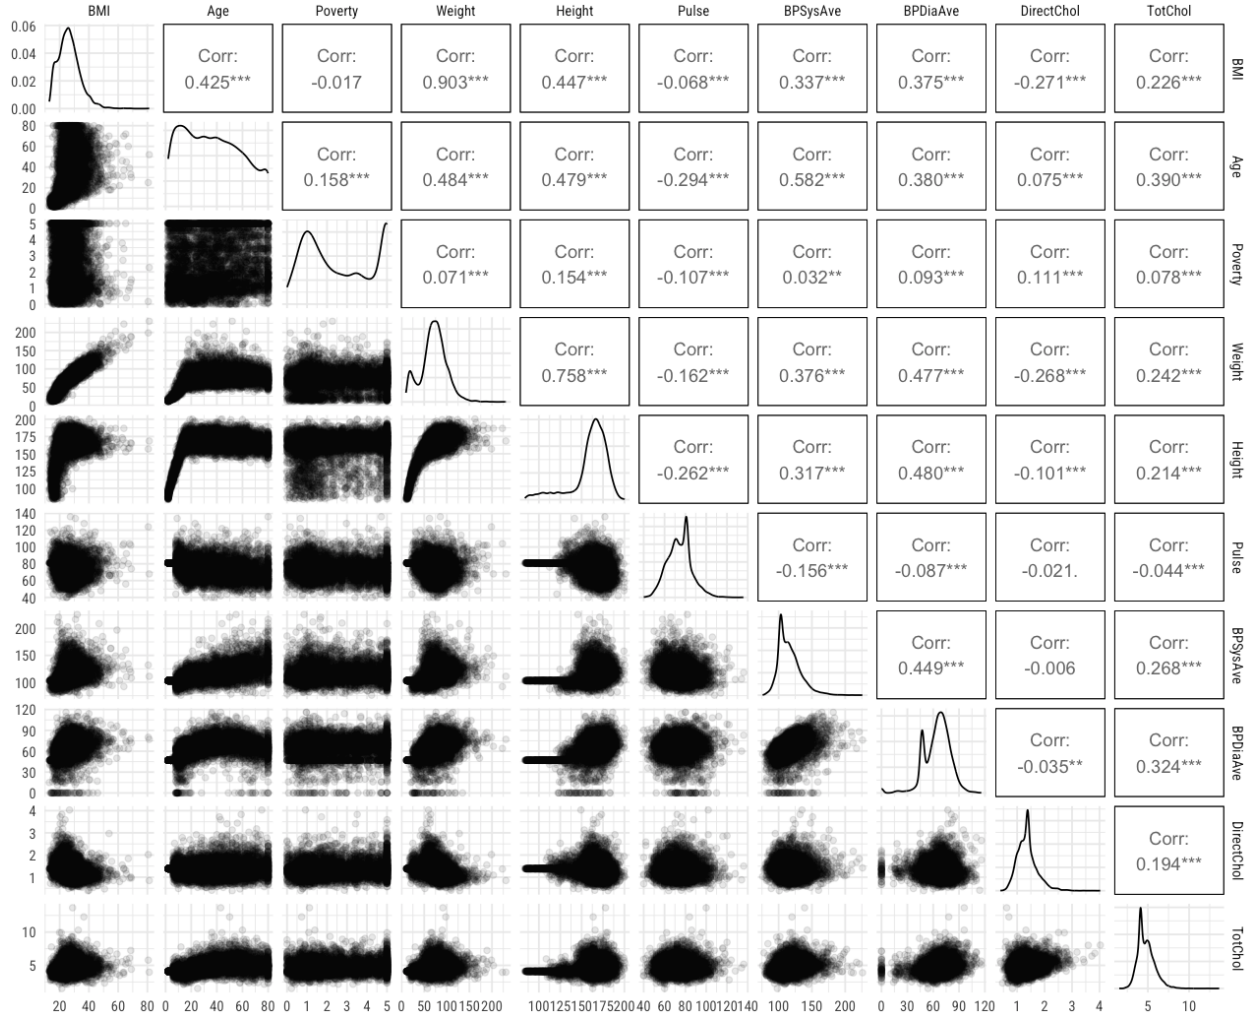 BMI Age Poverty Weight Height Pulse BPSysAve BPDiaAve DirectChol TotChol
0.06
0.04
0.02
0.00
Corr: Corr: Corr: Corr: Corr: Corr: Corr: Corr: Corr:
0.425*** -0.017 0.903*** 0.447*** -0.068*** 0.337*** 0.375*** -0.271*** 0.226***
BMI
80
60
40
20
0
Corr: Corr: Corr: Corr: Corr: Corr: Corr: Corr:
0.158*** 0.484*** 0.479*** -0.294*** 0.582*** 0.380*** 0.075*** 0.390***
Age
5
4
3
2
1
0
Corr: Corr: Corr: Corr: Corr: Corr: Corr:
0.071*** 0.154*** -0.107*** 0.032** 0.093*** 0.111*** 0.078***
Poverty
200
150
100
50
0
Corr: Corr: Corr: Corr: Corr: Corr:
0.758*** -0.162*** 0.376*** 0.477*** -0.268*** 0.242***
Weight
200
175
150
125
100
Corr: Corr: Corr: Corr: Corr:
-0.262*** 0.317*** 0.480*** -0.101*** 0.214***
Height
140
120
100
80
60
40
Corr: Corr: Corr: Corr:
-0.156*** -0.087*** -0.021. -0.044***
Pulse
200
150
100
Corr: Corr: Corr:
0.449*** -0.006 0.268***
BPSysAve
120
90
60
30
0
Corr: Corr:
-0.035** 0.324***
BPDiaAve
4
3
2
1
Corr:
0.194***
DirectChol
10
5
TotChol
20 40 60 80 0 20 40 60 80 0 1 2 3 4 5 0 50 100 150 200 100 125 150 175 200 40 60 80 100 120 140 100 150 200 0 30 60 90 120 1 2 3 4 5 10